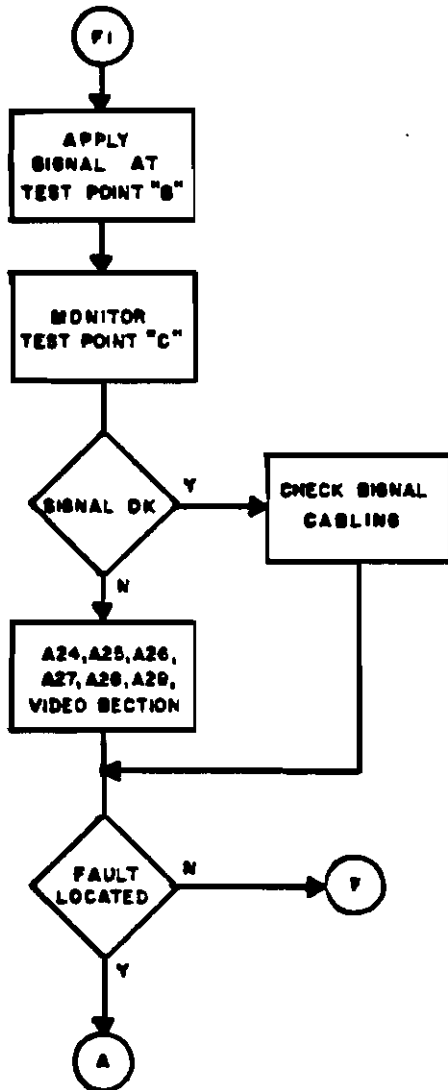 F1
APPLY
SIGNAL AT
TEST POINT "B"
MONITOR
TEST POINT "C"
SIGNAL OK
Y
CHECK SIGNAL
CABLING
N
A24, A25, A26,
A27, A28, A29,
VIDEO SECTION
FAULT
LOCATED
N
F
Y
A